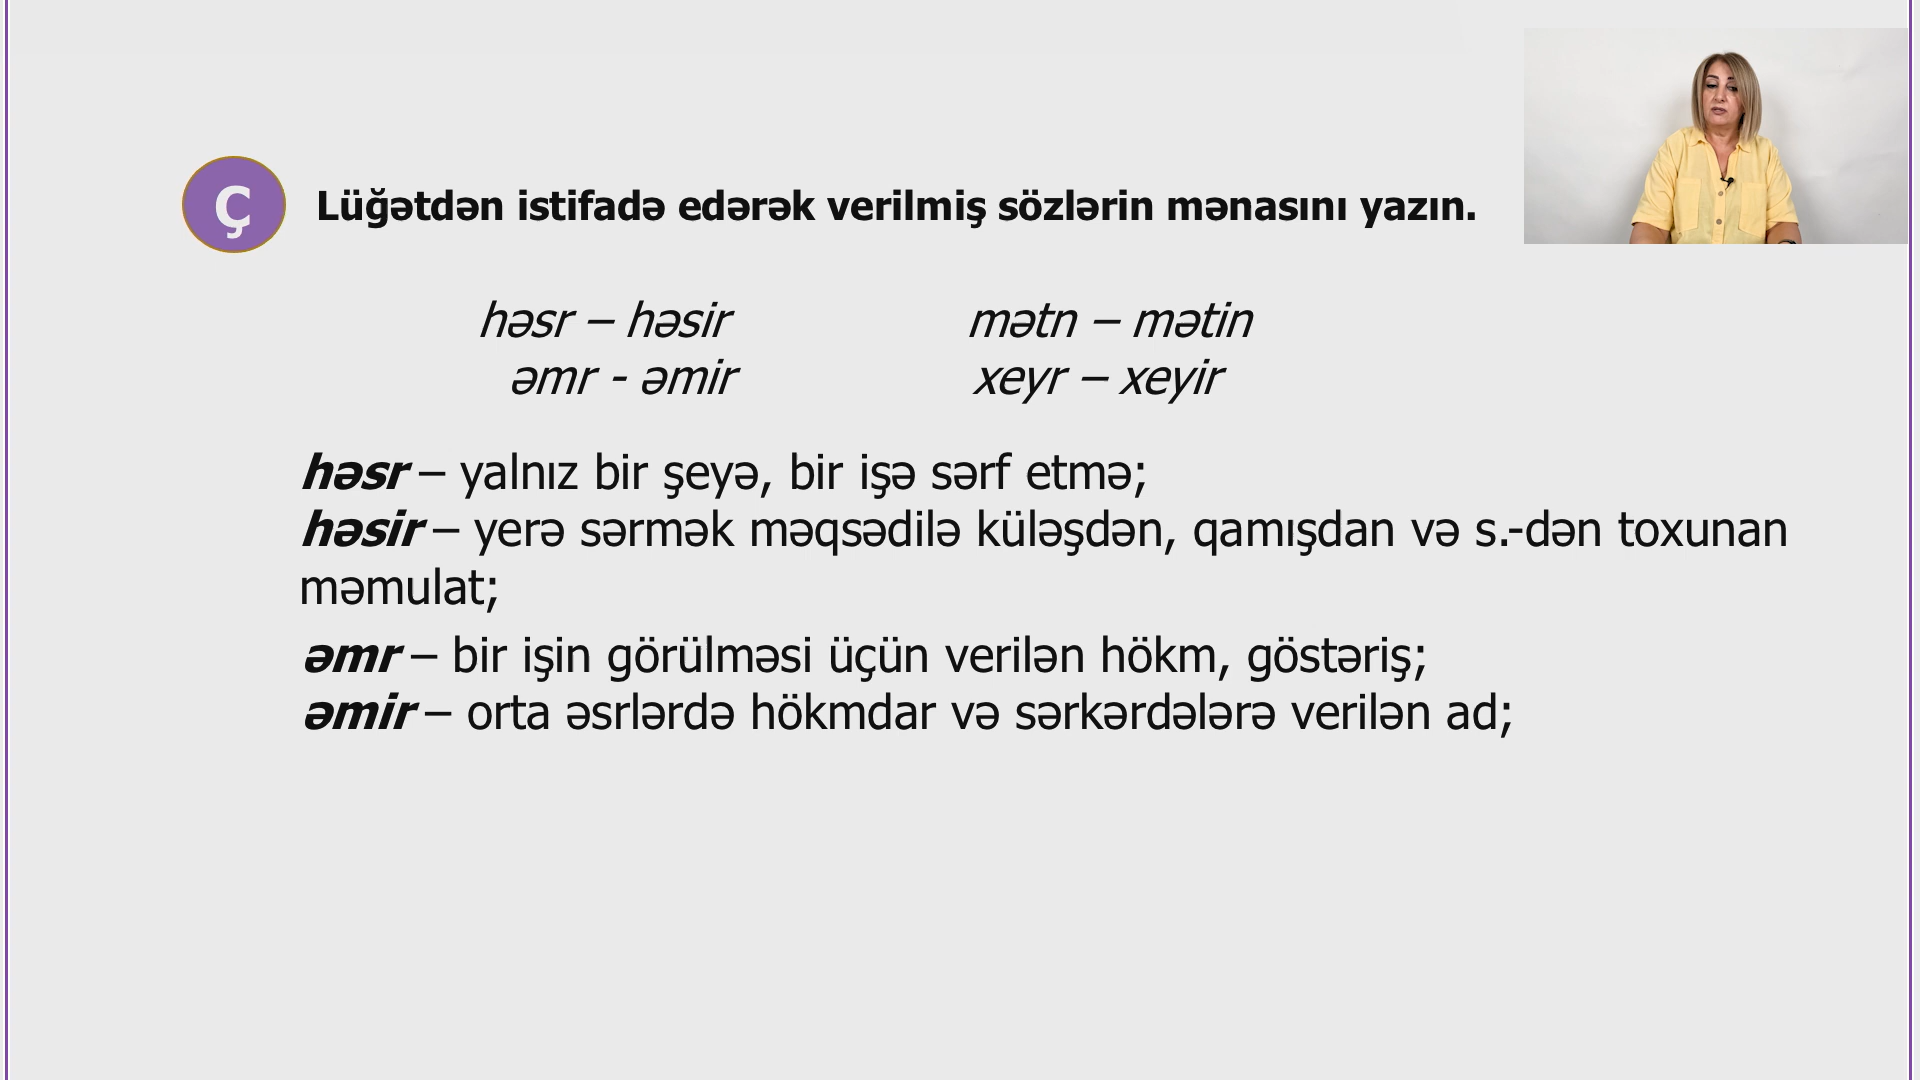 Ç
Lüğətdən istifadə edərək verilmiş sözlərin mənasını yazın.
həsr – həsir mətn – mətin
əmr - əmir xeyr – xeyir
həsr – yalnız bir şeyə, bir işə sərf etmə;
həsir – yerə sərmək məqsədilə küləşdən, qamışdan və s.-dən toxunan
məmulat;
əmr – bir işin görülməsi üçün verilən hökm, göstəriş;
əmir – orta əsrlərdə hökmdar və sərkərdələrə verilən ad;